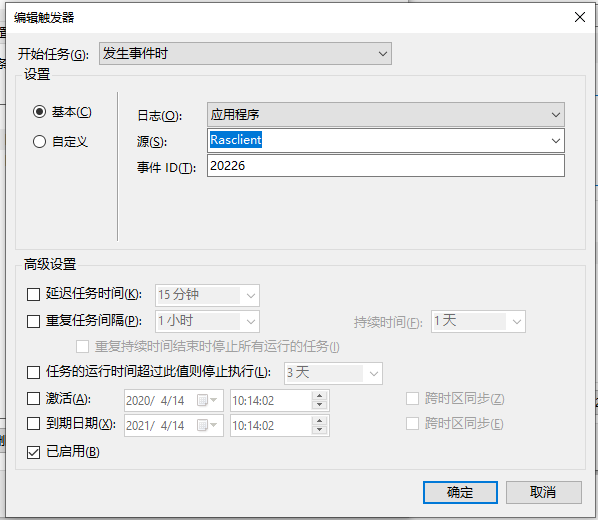 编辑触发器
开始任务(G): 发生事件时
设置
基本(C)
自定义
日志(O): 应用程序
源(S): Rasclient
事件 ID(T): 20226
高级设置
延迟任务时间(K): 15 分钟
重复任务间隔(P): 1 小时 持续时间(F): 1 天
重复持续时间结束时停止所有运行的任务(I)
任务的运行时间超过此值则停止执行(L): 3 天
激活(A): 2020/ 4/14 10:14:02 跨时区同步(Z)
到期日期(X): 2021/ 4/14 10:14:02 跨时区同步(E)
已启用(B)
确定 取消